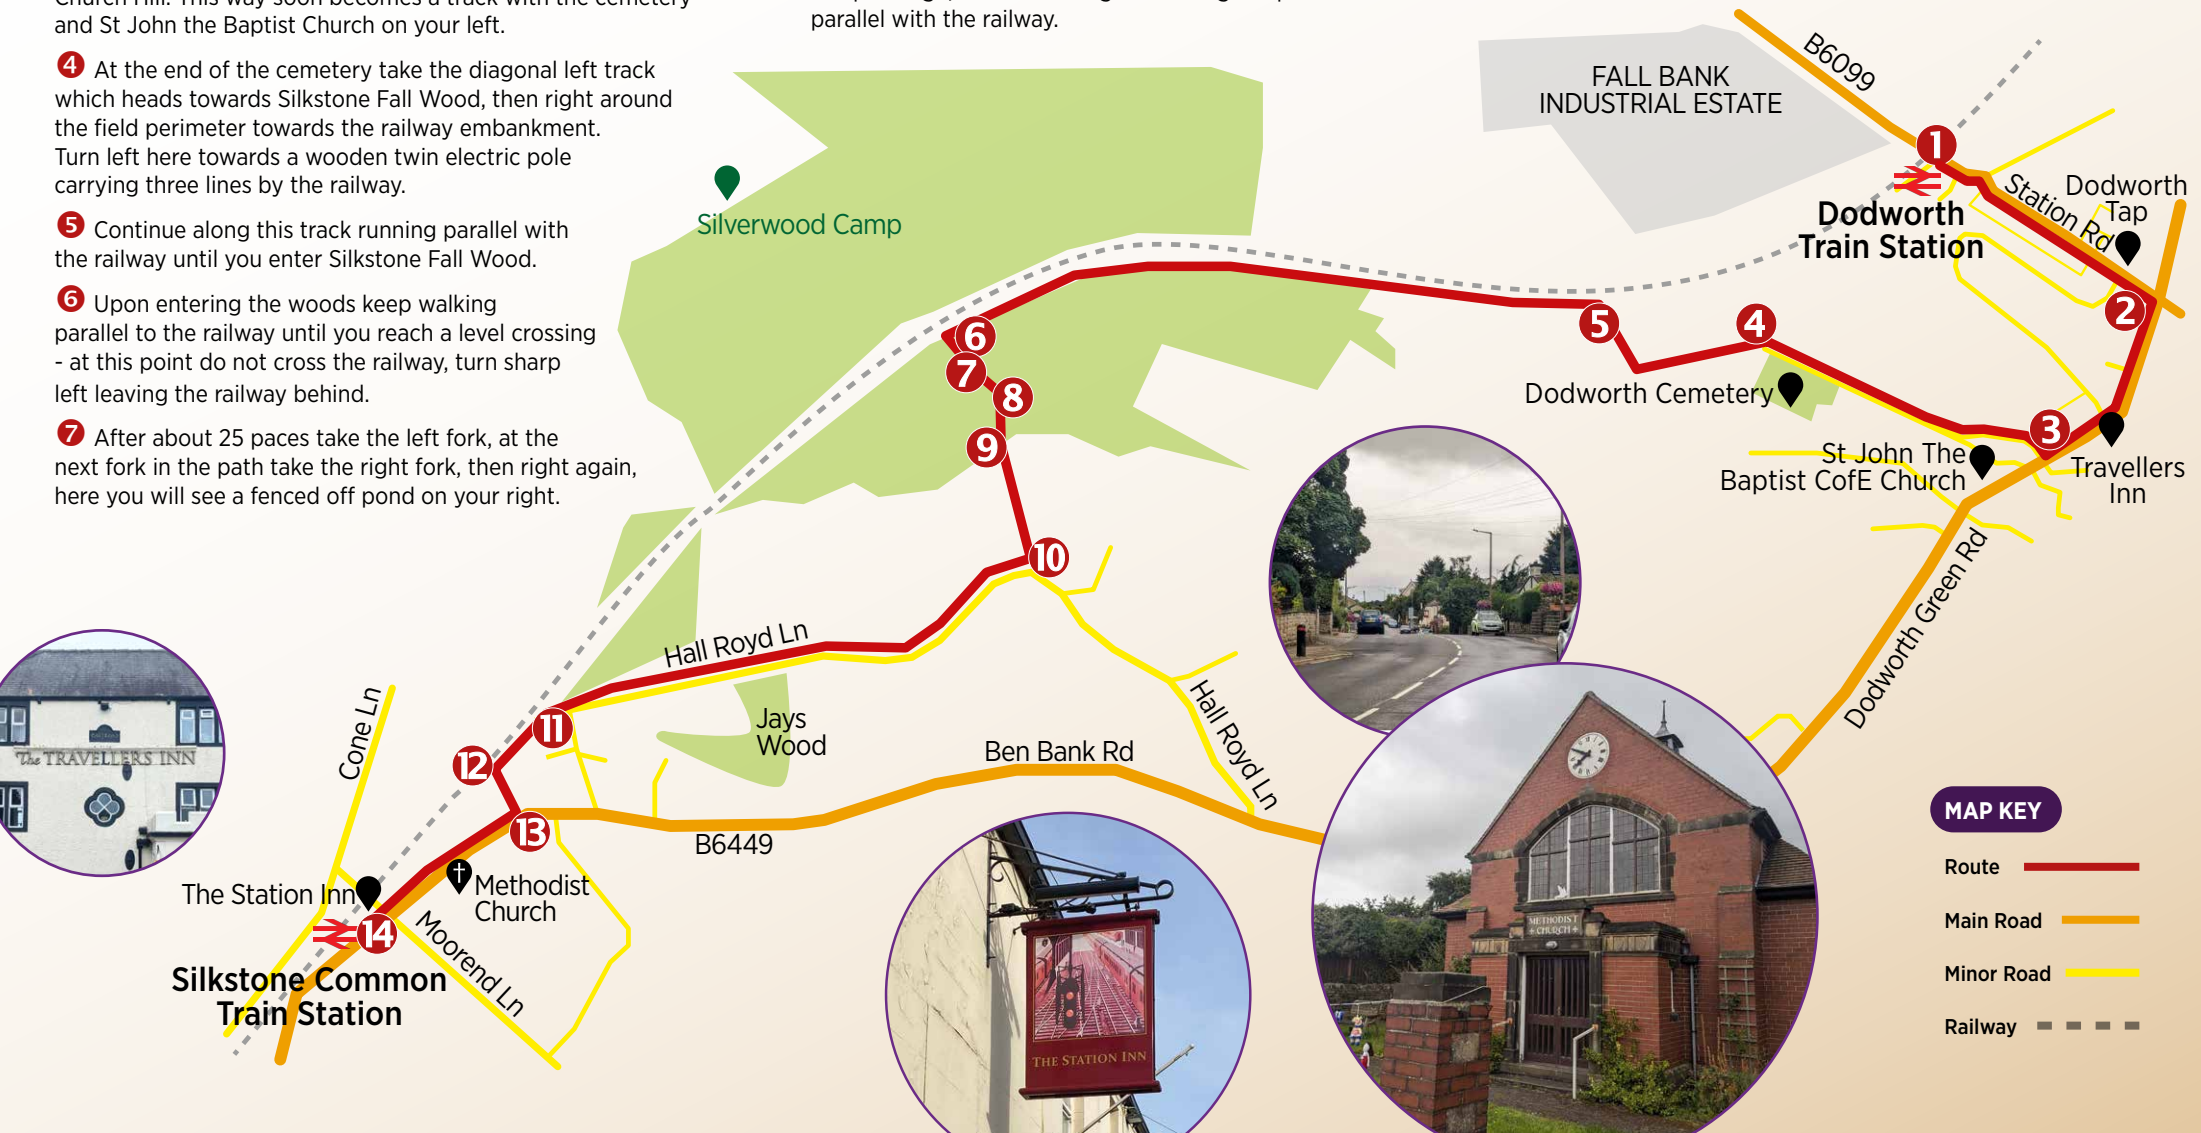 and St John the Baptist Church on your left.
4 At the end of the cemetery take the diagonal left track
which heads towards Silkstone Fall Wood, then right around
the field perimeter towards the railway embankment.
Turn left here towards a wooden twin electric pole
carrying three lines by the railway.
5 Continue along this track running parallel with
the railway until you enter Silkstone Fall Wood.
6 Upon entering the woods keep walking
parallel to the railway until you reach a level crossing
- at this point do not cross the railway, turn sharp
left leaving the railway behind.
7 After about 25 paces take the left fork, at the
next fork in the path take the right fork, then right again,
here you will see a fenced off pond on your right.
parallel with the railway.
B6099
FALL BANK
INDUSTRIAL ESTATE
1
Station Rd
Dodworth
Tap
Dodworth
Train Station
Silverwood Camp
2
3
4
5
6
7
8
9
10
11
12
13
14
Dodworth Cemetery
St John The
Baptist CofE Church
Travellers
Inn
Dodworth Green Rd
Hall Royd Ln
Hall Royd Ln
Jays
Wood
Ben Bank Rd
B6449
Cone Ln
The TRAVELLERS INN
The Station Inn
Methodist
Church
Moorend Ln
Silkstone Common
Train Station
THE STATION INN
METHODIST
CHURCH
MAP KEY
Route
Main Road
Minor Road
Railway